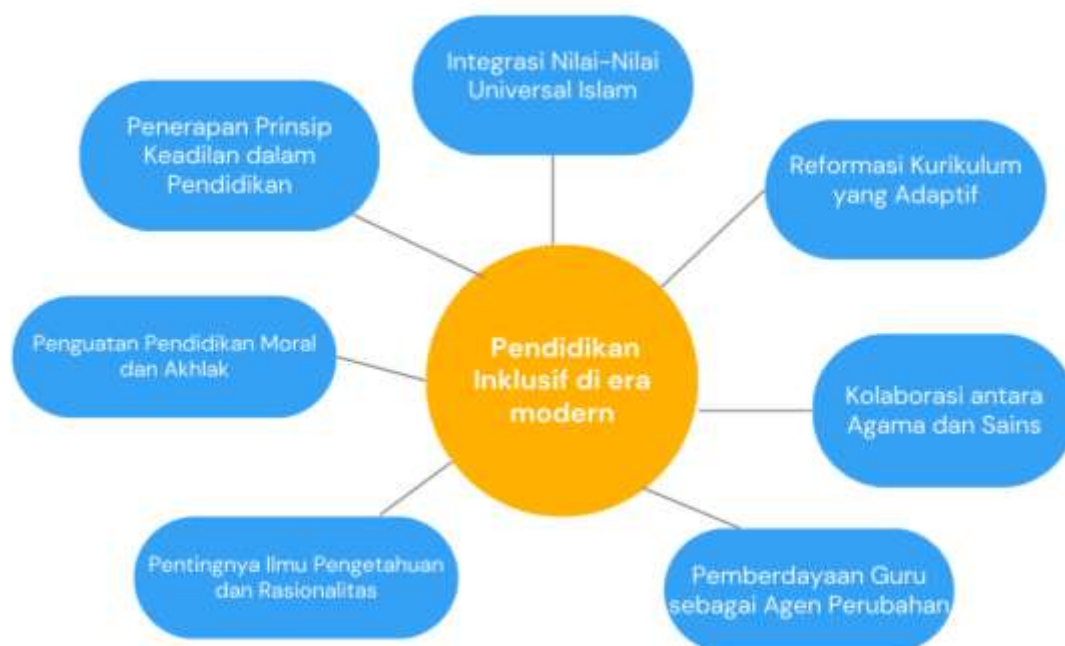 Integrasi Nilai-Nilai
Universal Islam
Penerapan Prinsip
Keadilan dalam
Pendidikan
Reformasi Kurikulum
yang Adaptif
Penguatan Pendidikan Moral
dan Akhlak
Pendidikan
Inklusif di era
modern
Kolaborasi antara
Agama dan Sains
Pentingnya Ilmu Pengetahuan
dan Rasionalitas
Pemberdayaan Guru
sebagai Agen Perubahan